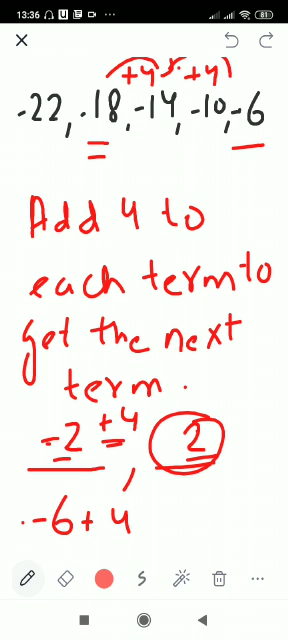 13:36
81
+4 +4
-22, -18, -14, -10, -6
Add 4 to
each term to
get the next
term.
-2 +4, 2
-6+4